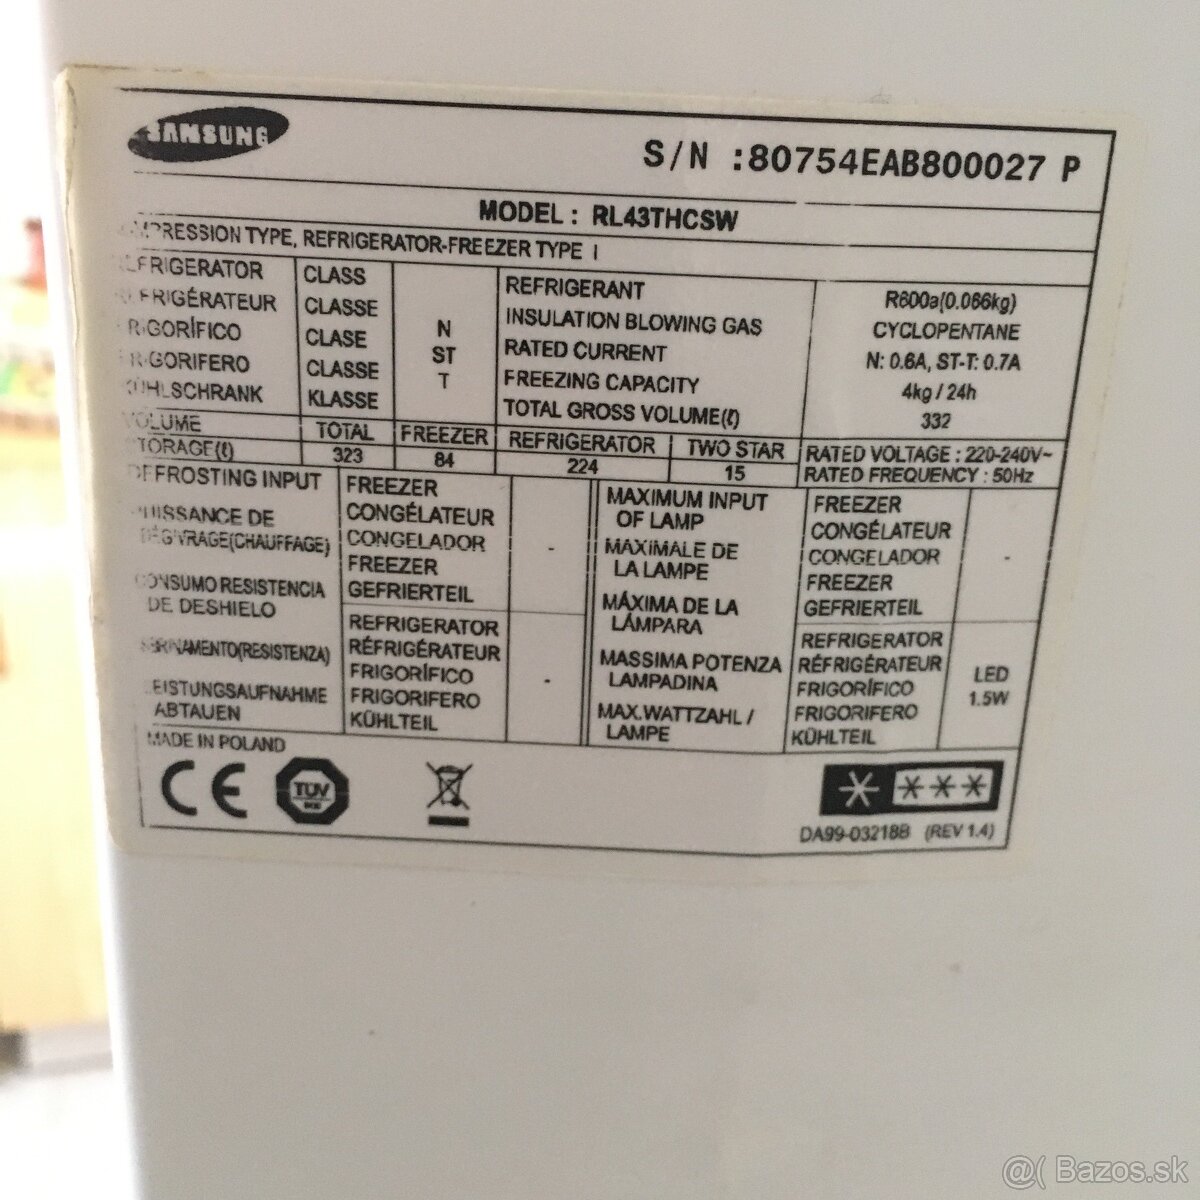 SAMSUNG
S/N :80754EAB800027 P
MODEL : RL43THCSW
TYPE, REFRIGERATOR-FREEZER TYPE I
REFRIGERATOR CLASS
RÉFRIGÉRATEUR CLASSE
FRIGORÍFICO CLASE
FRIGORIFERO CLASSE
KÜHLSCHRANK KLASSE
N
ST
T
REFRIGERANT R600a(0.066kg)
INSULATION BLOWING GAS CYCLOPENTANE
RATED CURRENT N: 0.6A, ST-T: 0.7A
FREEZING CAPACITY 4kg / 24h
TOTAL GROSS VOLUME(ℓ) 332
VOLUME TOTAL FREEZER REFRIGERATOR TWO STAR RATED VOLTAGE : 220-240V~
STORAGE(ℓ) 323 84 224 15 RATED FREQUENCY : 50Hz
DEFROSTING INPUT
PUISSANCE DE
DÉGIVRAGE(CHAUFFAGE)
CONSUMO RESISTENCIA
DE DESHIELO
(RESISTENZA)
LEISTUNGSAUFNAHME
ABTAUEN
FREEZER
CONGÉLATEUR
CONGELADOR
FREEZER
GEFRIERTEIL
-
REFRIGERATOR
RÉFRIGÉRATEUR
FRIGORÍFICO
FRIGORIFERO
KÜHLTEIL
-
MAXIMUM INPUT
OF LAMP
MAXIMALE DE
LA LAMPE
MÁXIMA DE LA
LÁMPARA
MASSIMA POTENZA
LAMPADINA
MAX.WATTZAHL /
LAMPE
FREEZER
CONGÉLATEUR
CONGELADOR
FREEZER
GEFRIERTEIL
-
REFRIGERATOR
RÉFRIGÉRATEUR
FRIGORÍFICO
FRIGORIFERO
KÜHLTEIL
LED
1.5W
MADE IN POLAND
CE
TÜV
DA99-03218B (REV 1.4)
@( Bazos.sk